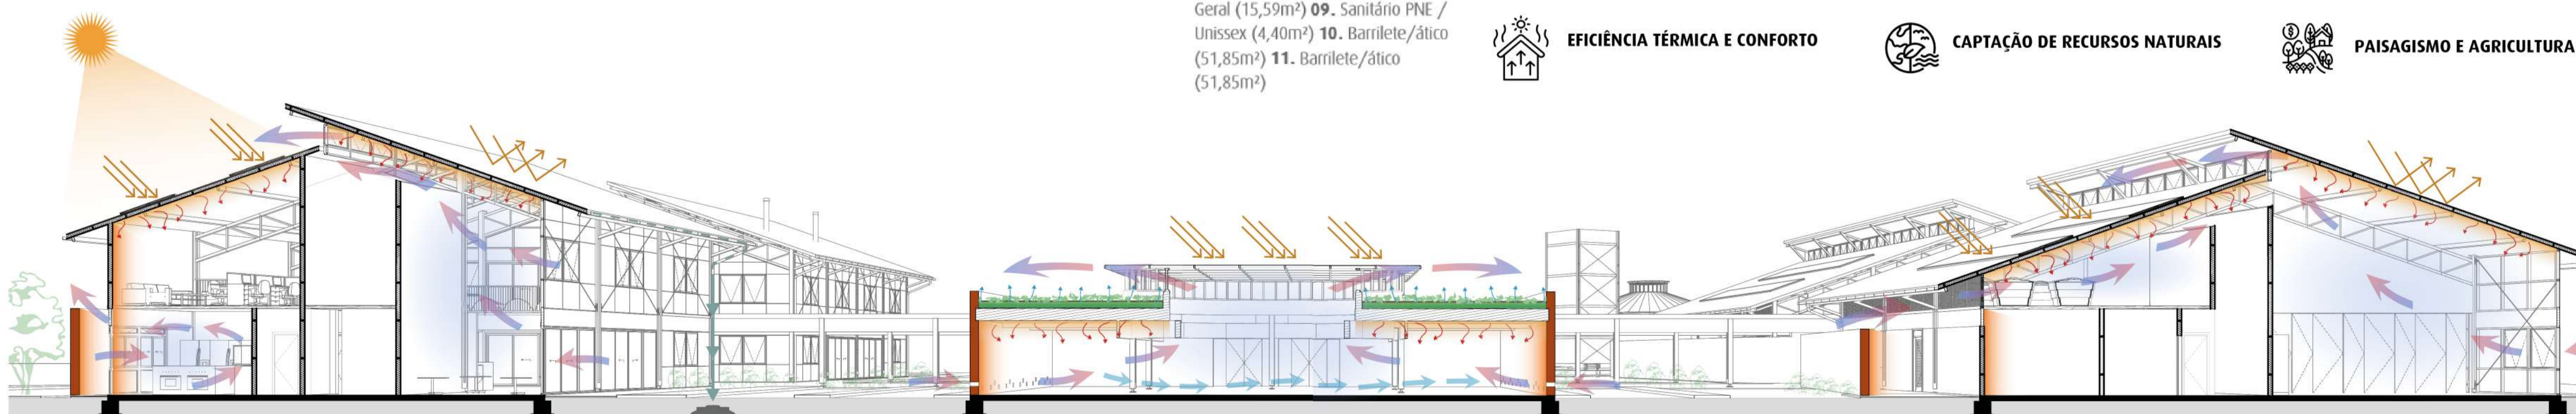 Geral (15,59m²) 09. Sanitário PNE /
Unissex (4,40m²) 10. Barrilete/ático
(51,85m²) 11. Barrilete/ático
(51,85m²)
EFICIÊNCIA TÉRMICA E CONFORTO
CAPTAÇÃO DE RECURSOS NATURAIS
PAISAGISMO E AGRICULTURA